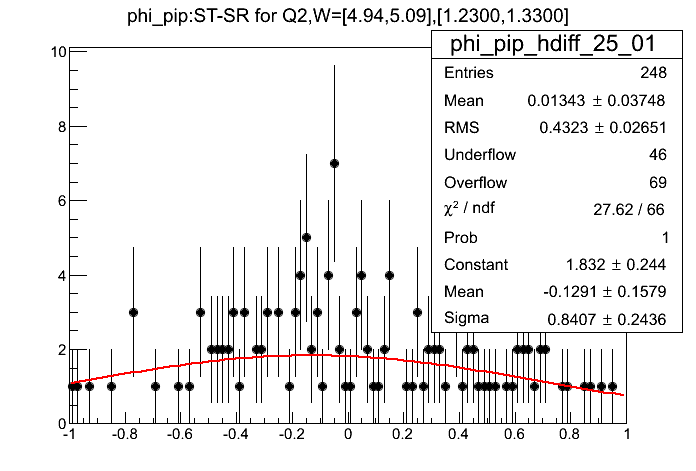 phi_pip:ST-SR for Q2,W=[4.94,5.09],[1.2300,1.3300]
phi_pip_hdiff_25_01
Entries 248
Mean 0.01343 ± 0.03748
RMS 0.4323 ± 0.02651
Underflow 46
Overflow 69
χ² / ndf 27.62 / 66
Prob 1
Constant 1.832 ± 0.244
Mean -0.1291 ± 0.1579
Sigma 0.8407 ± 0.2436
10
8
6
4
2
0
-1 -0.8 -0.6 -0.4 -0.2 0 0.2 0.4 0.6 0.8 1